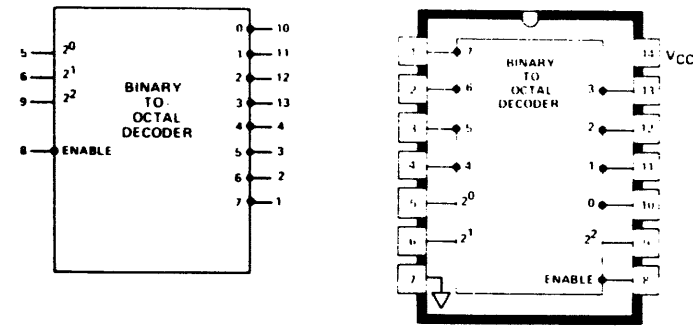 0 10
1 11
5 2⁰
2 12
6 2¹
BINARY
TO
OCTAL
DECODER
9 2²
3 13
4 4
8 ENABLE
5 3
6 2
7 1
1 7
BINARY
TO
OCTAL
DECODER
14 VCC
2 6
3 13
3 5
2 12
4 4
1 11
5 2⁰
0 10
6 2¹
2² 9
7
ENABLE 8